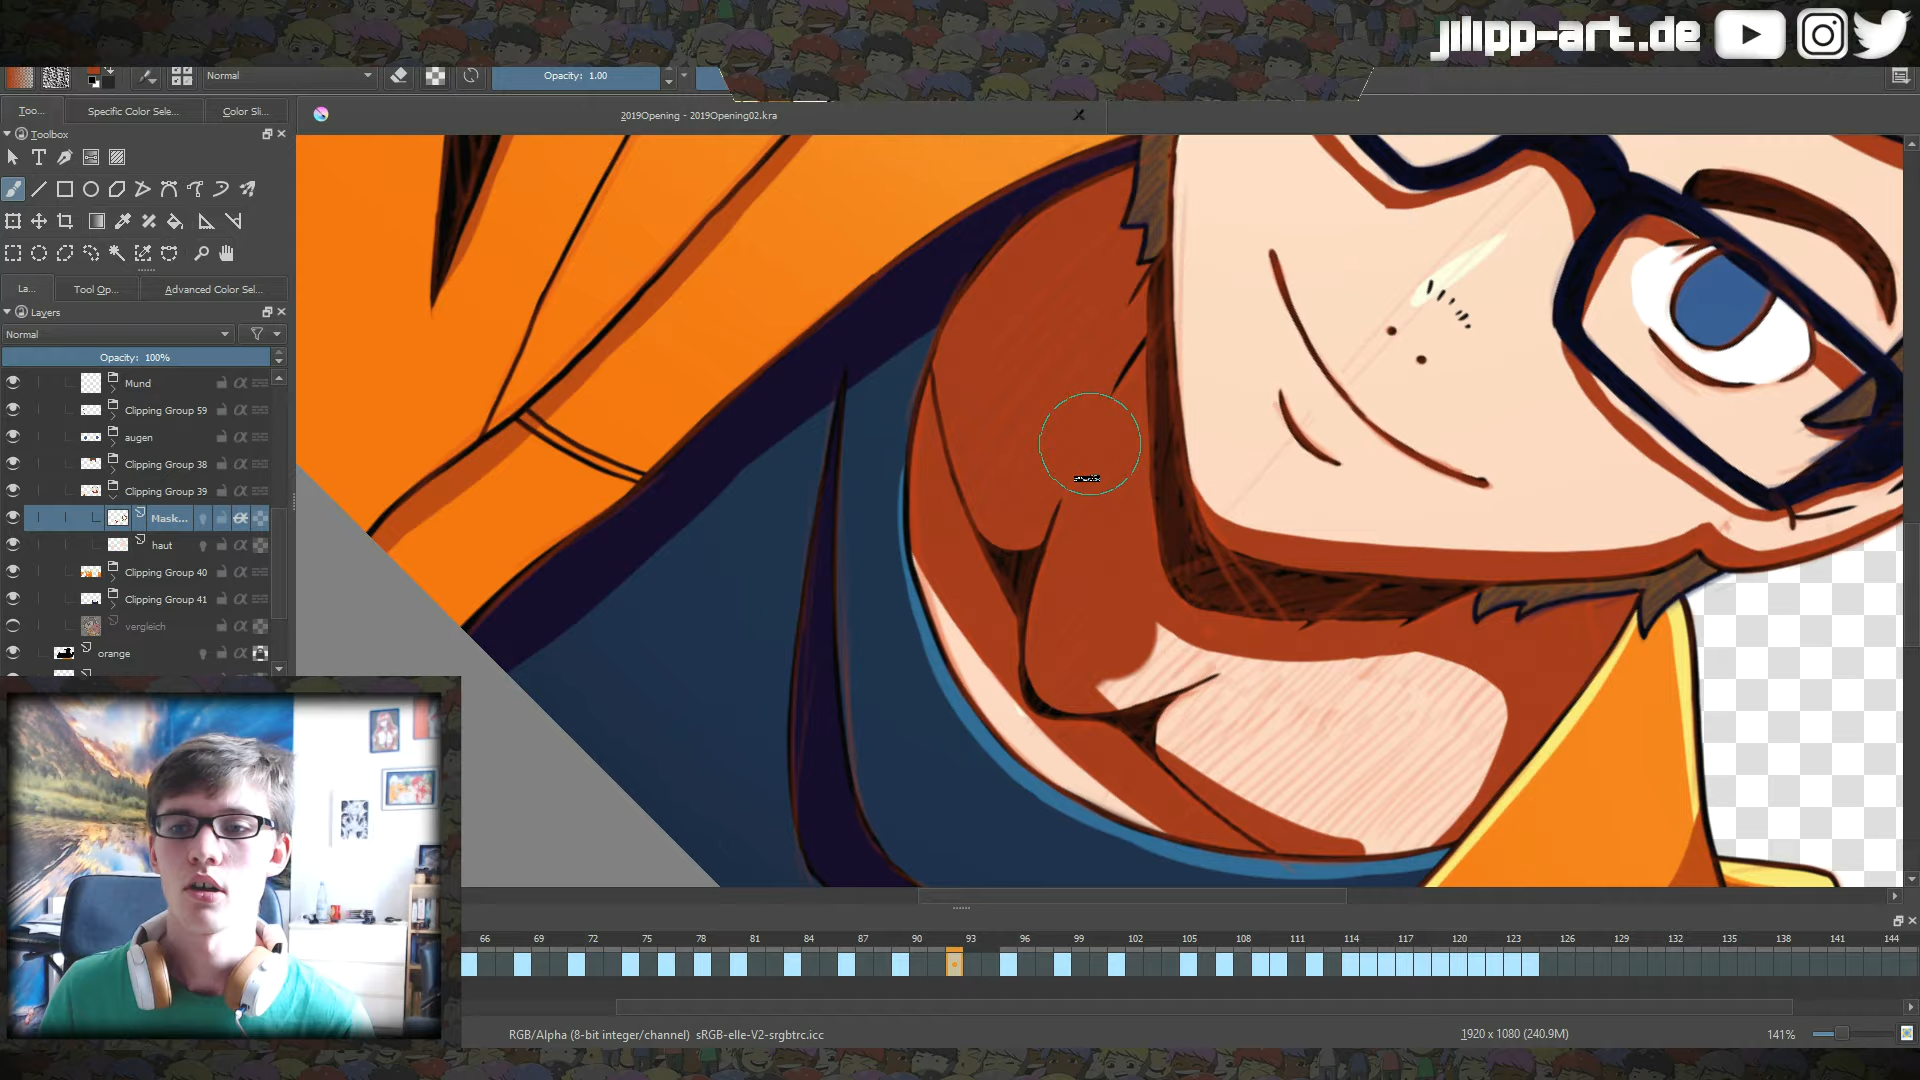 jilipp-art.de
Normal
Opacity: 1.00
Too...
Specific Color Sele...
Color Sli...
2019Opening - 2019Opening02.kra
Toolbox
La...
Tool Op...
Advanced Color Sel...
Layers
Normal
Opacity: 100%
Mund
Clipping Group 59
augen
Clipping Group 38
Clipping Group 39
Mask...
haut
Clipping Group 40
Clipping Group 41
vergleich
orange
66 69 72 75 78 81 84 87 90 93 96 99 102 105 108 111 114 117 120 123 126 129 132 135 138 141 144
RGB/Alpha (8-bit integer/channel) sRGB-elle-V2-srgbtrc.icc
1920 x 1080 (240.9M)
141%